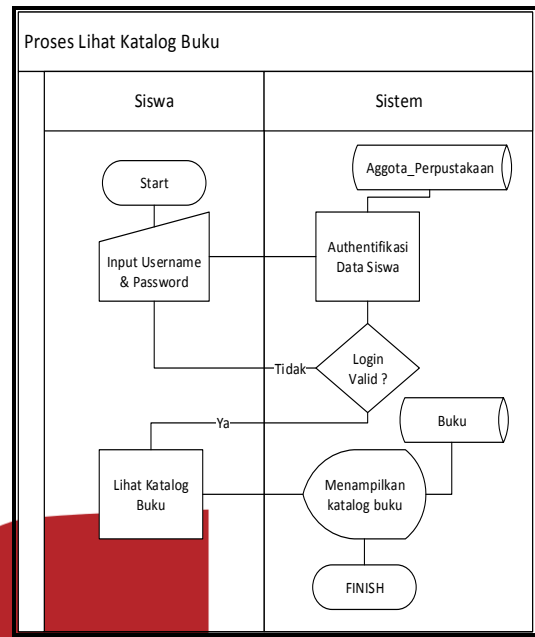 Proses Lihat Katalog Buku
Siswa
Sistem
Start
Aggota_Perpustakaan
Input Username
& Password
Authentifikasi
Data Siswa
Login
Valid ?
Tidak
Ya
Buku
Lihat Katalog
Buku
Menampilkan
katalog buku
FINISH